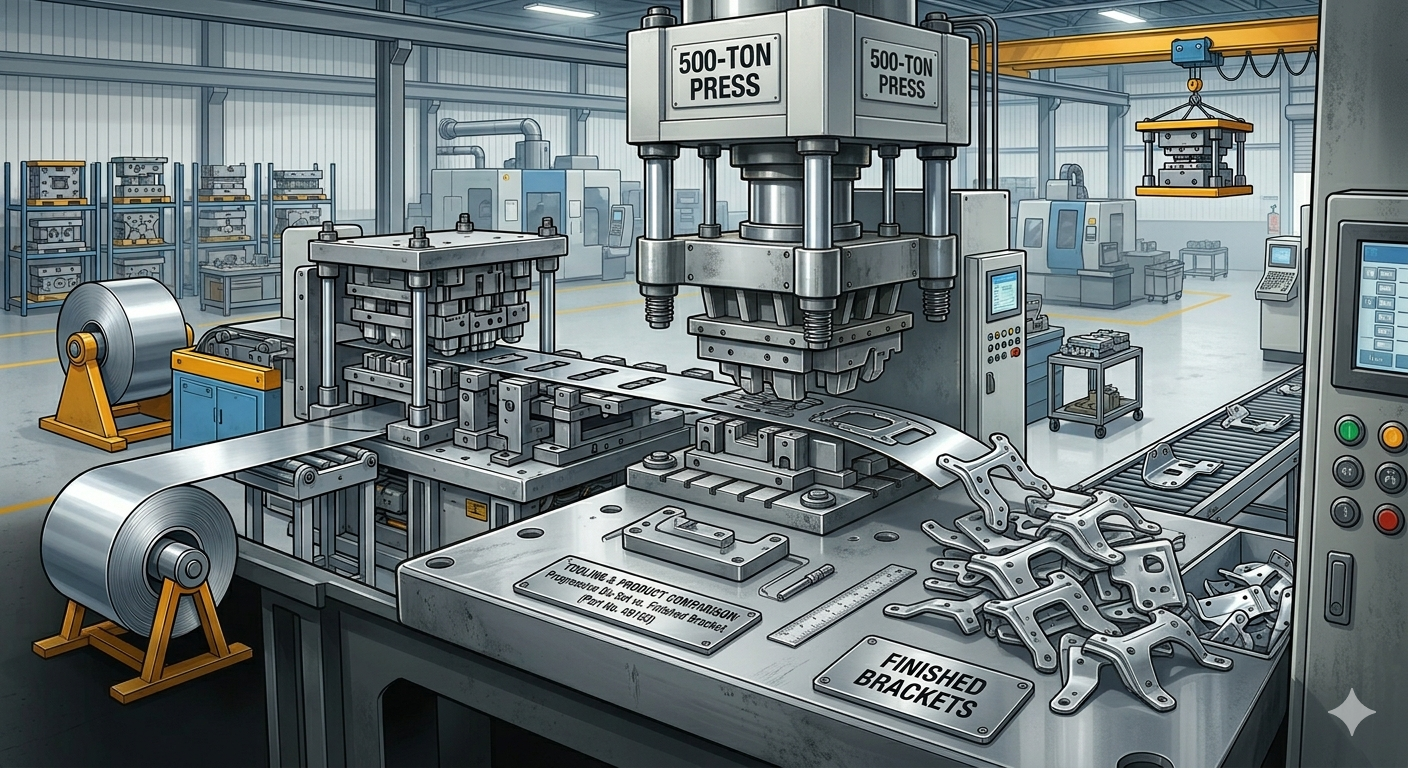 500-TON
PRESS
500-TON
PRESS
TOOLING & PRODUCT COMPARISON
Progressive Die-Set vs. Finished Bracket
(Part No.
FINISHED
BRACKETS